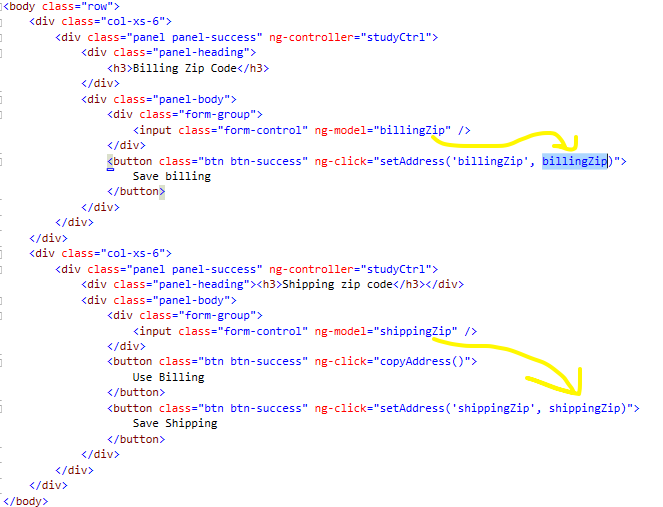 <body class="row">
<div class="col-xs-6">
<div class="panel panel-success" ng-controller="studyCtrl">
<div class="panel-heading">
<h3>Billing Zip Code</h3>
</div>
<div class="panel-body">
<div class="form-group">
<input class="form-control" ng-model="billingZip" />
</div>
<button class="btn btn-success" ng-click="setAddress('billingZip', billingZip)">
Save billing
</button>
</div>
</div>
</div>
<div class="col-xs-6">
<div class="panel panel-success" ng-controller="studyCtrl">
<div class="panel-heading"><h3>Shipping zip code</h3></div>
<div class="panel-body">
<div class="form-group">
<input class="form-control" ng-model="shippingZip" />
</div>
<button class="btn btn-success" ng-click="copyAddress()">
Use Billing
</button>
<button class="btn btn-success" ng-click="setAddress('shippingZip', shippingZip)">
Save Shipping
</button>
</div>
</div>
</div>
</body>